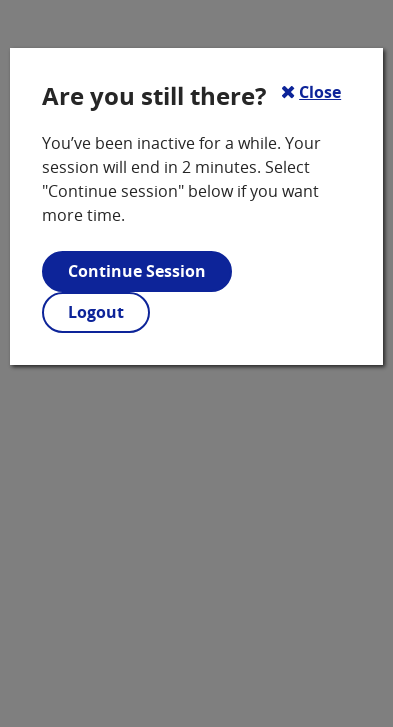 Are you still there?
Close
You’ve been inactive for a while. Your
session will end in 2 minutes. Select
"Continue session" below if you want
more time.
Continue Session
Logout